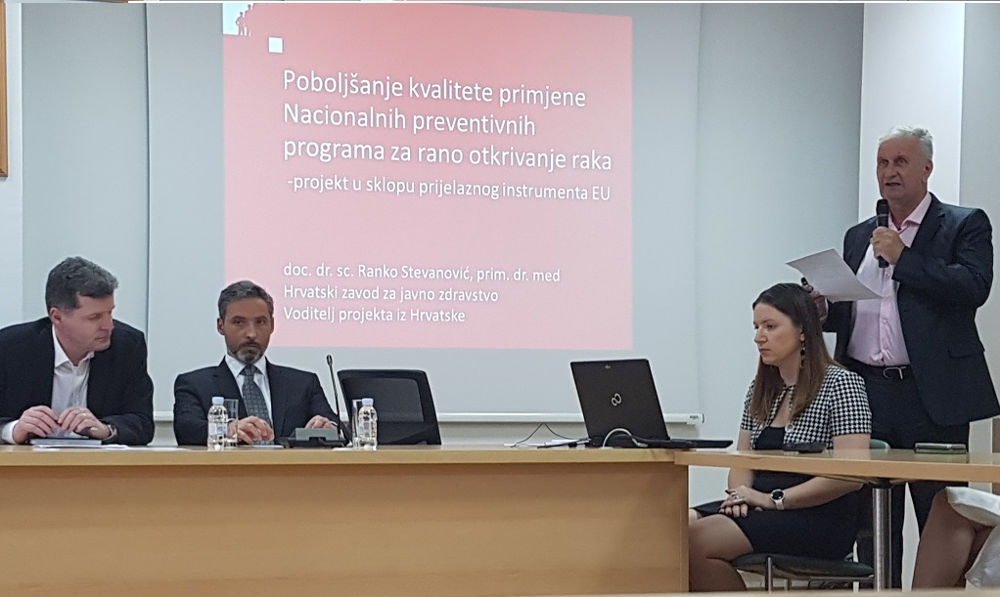 Poboljšanje kvalitete primjene
Nacionalnih preventivnih
programa za rano otkrivanje raka
-projekt u sklopu prijelaznog instrumenta EU
doc. dr. sc. Ranko Stevanović, prim. dr. med
Hrvatski zavod za javno zdravstvo
Voditelj projekta iz Hrvatske